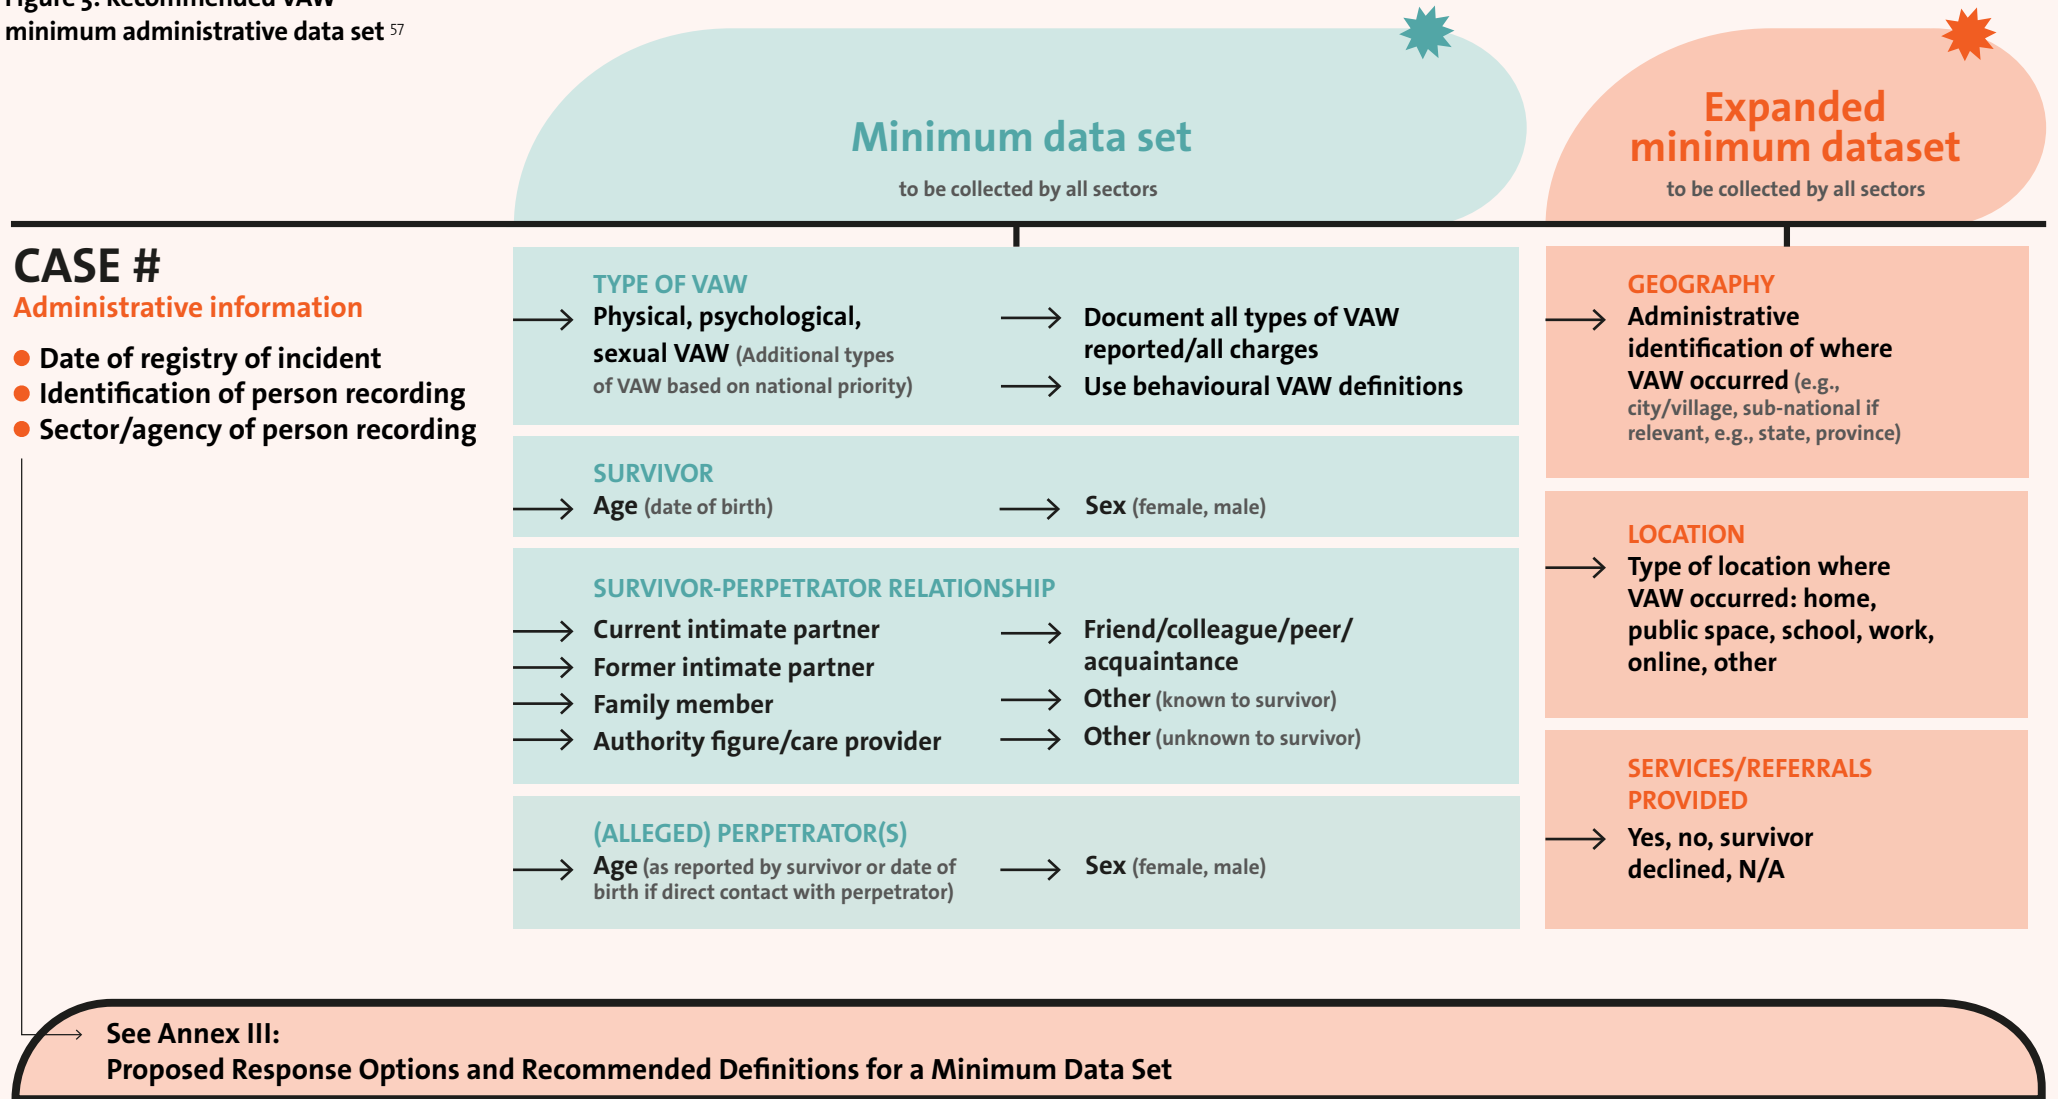 Figure 5: Recommended VAW
minimum administrative data set 57
Minimum data set
to be collected by all sectors
Expanded
minimum dataset
to be collected by all sectors
CASE #
Administrative information
Date of registry of incident
Identification of person recording
Sector/agency of person recording
TYPE OF VAW
Physical, psychological,
sexual VAW (Additional types
of VAW based on national priority)
Document all types of VAW
reported/all charges
Use behavioural VAW definitions
SURVIVOR
Age (date of birth)
Sex (female, male)
SURVIVOR-PERPETRATOR RELATIONSHIP
Current intimate partner
Former intimate partner
Family member
Authority figure/care provider
Friend/colleague/peer/
acquaintance
Other (known to survivor)
Other (unknown to survivor)
(ALLEGED) PERPETRATOR(S)
Age (as reported by survivor or date of
birth if direct contact with perpetrator)
Sex (female, male)
GEOGRAPHY
Administrative
identification of where
VAW occurred (e.g.,
city/village, sub-national if
relevant, e.g., state, province)
LOCATION
Type of location where
VAW occurred: home,
public space, school, work,
online, other
SERVICES/REFERRALS
PROVIDED
Yes, no, survivor
declined, N/A
See Annex III:
Proposed Response Options and Recommended Definitions for a Minimum Data Set